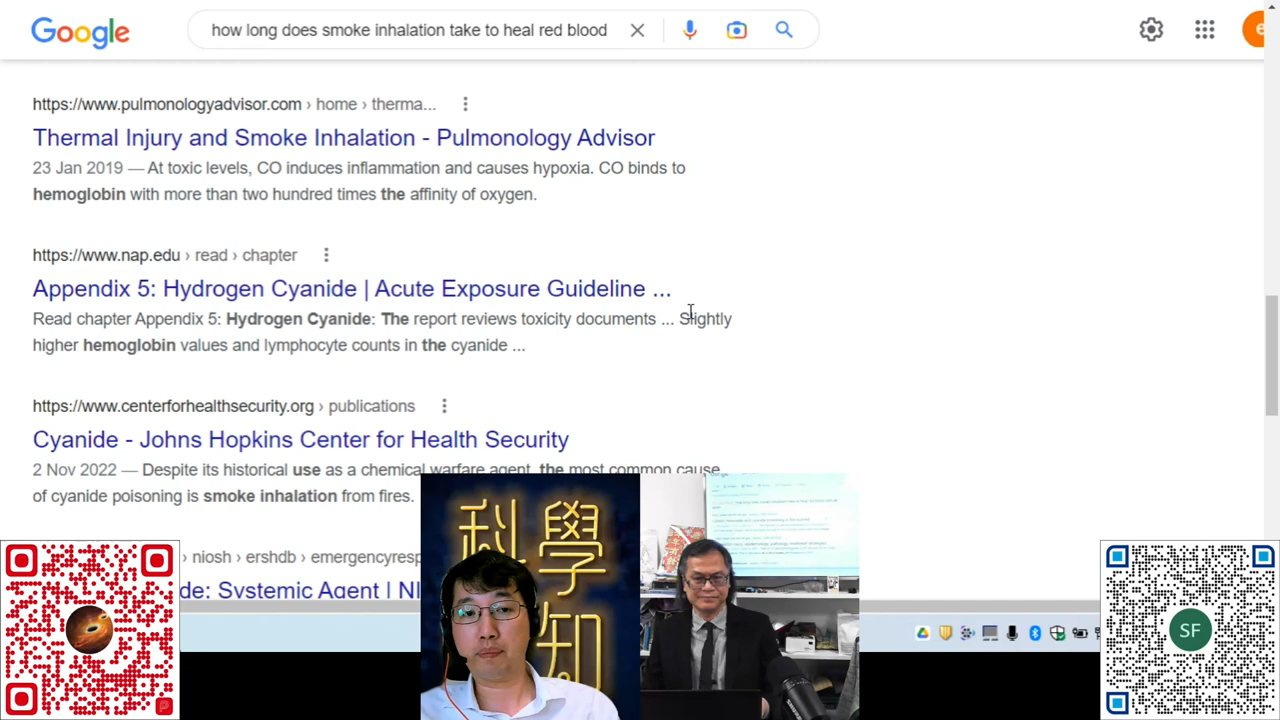 Google
how long does smoke inhalation take to heal red blood
e
https://www.pulmonologyadvisor.com › home › therma...
Thermal Injury and Smoke Inhalation - Pulmonology Advisor
23 Jan 2019 — At toxic levels, CO induces inflammation and causes hypoxia. CO binds to
hemoglobin with more than two hundred times the affinity of oxygen.
https://www.nap.edu › read › chapter
Appendix 5: Hydrogen Cyanide | Acute Exposure Guideline ...
Read chapter Appendix 5: Hydrogen Cyanide: The report reviews toxicity documents ... Slightly
higher hemoglobin values and lymphocyte counts in the cyanide ...
https://www.centerforhealthsecurity.org › publications
Cyanide - Johns Hopkins Center for Health Security
2 Nov 2022 — Despite its historical use as a chemical warfare agent, the most common cause
of cyanide poisoning is smoke inhalation from fires.
› niosh › ershdb › emergencyresp
de: Systemic Agent | NI
科學
知
SF